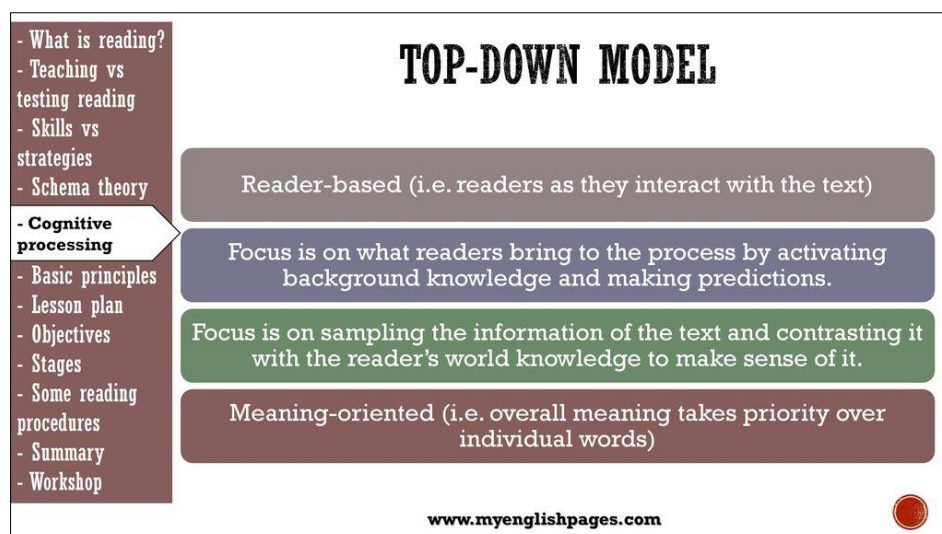 - What is reading?
- Teaching vs
testing reading
- Skills vs
strategies
- Schema theory
- Cognitive
processing
- Basic principles
- Lesson plan
- Objectives
- Stages
- Some reading
procedures
- Summary
- Workshop
TOP-DOWN MODEL
Reader-based (i.e. readers as they interact with the text)
Focus is on what readers bring to the process by activating
background knowledge and making predictions.
Focus is on sampling the information of the text and contrasting it
with the reader's world knowledge to make sense of it.
Meaning-oriented (i.e. overall meaning takes priority over
individual words)
www.myenglishpages.com